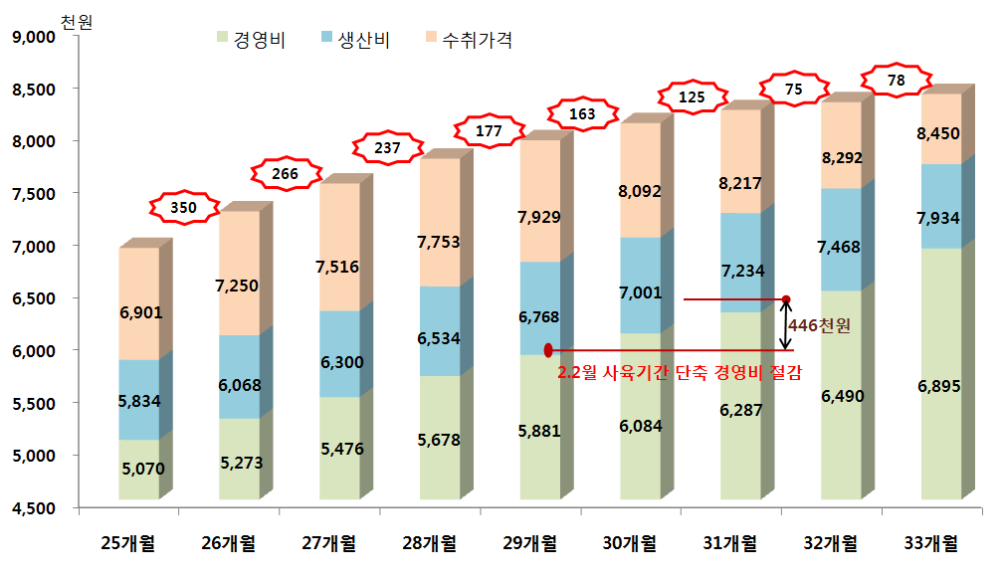 천원
경영비 생산비 수취가격
9,000
8,500
8,000
7,500
7,000
6,500
6,000
5,500
5,000
4,500
350 266 237 177 163 125 75 78
6,901 7,250 7,516 7,753 7,929 8,092 8,217 8,292 8,450
5,834 6,068 6,300 6,534 6,768 7,001 7,234 7,468 7,934
446천원
2.2월 사육기간 단축 경영비 절감
5,070 5,273 5,476 5,678 5,881 6,084 6,287 6,490 6,895
25개월 26개월 27개월 28개월 29개월 30개월 31개월 32개월 33개월